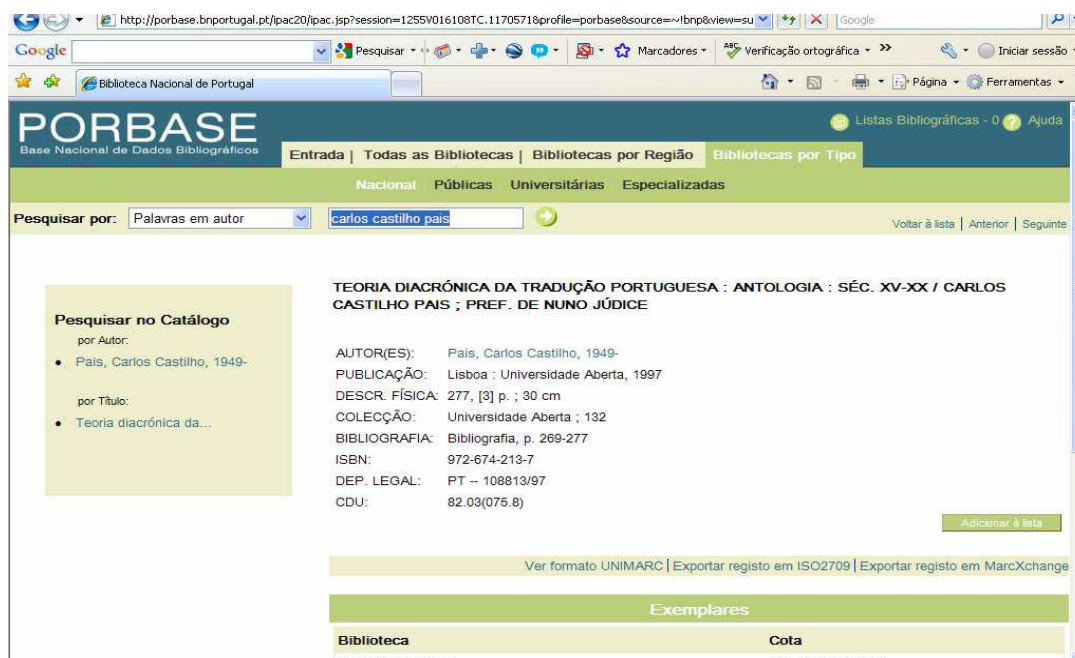 http://porbase.bnportugal.pt/ipac20/ipac.jsp?session=1255V016108TC.1170571&profile=porbase&source=~!bnp&view=su Google
Google Pesquisar Marcadores Verificação ortográfica Iniciar sessão
Biblioteca Nacional de Portugal Página Ferramentas
PORBASE Listas Bibliográficas - 0 Ajuda
Base Nacional de Dados Bibliográficos
Entrada | Todas as Bibliotecas | Bibliotecas por Região Bibliotecas por Tipo
Nacional Públicas Universitárias Especializadas
Pesquisar por: Palavras em autor carlos castilho pais
Voltar à lista | Anterior | Seguinte
TEORIA DIACRÓNICA DA TRADUÇÃO PORTUGUESA : ANTOLOGIA : SÉC. XV-XX / CARLOS
CASTILHO PAIS ; PREF. DE NUNO JÚDICE
Pesquisar no Catálogo
por Autor:
Pais, Carlos Castilho, 1949-
por Título:
Teoria diacrónica da...
AUTOR(ES): Pais, Carlos Castilho, 1949-
PUBLICAÇÃO: Lisboa : Universidade Aberta, 1997
DESCR. FÍSICA: 277, [3] p. ; 30 cm
COLECÇÃO: Universidade Aberta ; 132
BIBLIOGRAFIA: Bibliografia, p. 269-277
ISBN: 972-674-213-7
DEP. LEGAL: PT -- 108813/97
CDU: 82.03(075.8)
Adicionar à lista
Ver formato UNIMARC | Exportar registo em ISO2709 | Exportar registo em MarcXchange
Exemplares
Biblioteca Cota